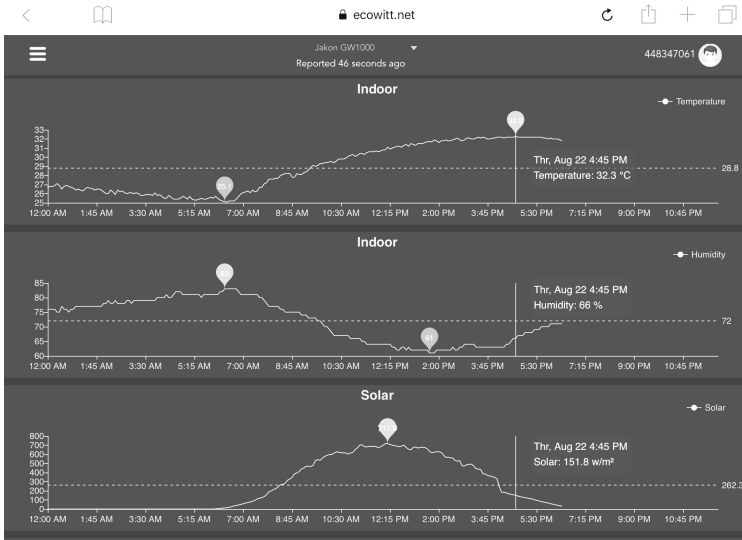 ecowitt.net
Jakon GW1000
Reported 46 seconds ago
448347061
Indoor
Temperature
33
31
30
29
28
27
26
25
25.1
32.3
Thr, Aug 22 4:45 PM
Temperature: 32.3 °C
28.8
12:00 AM 1:45 AM 3:30 AM 5:15 AM 7:00 AM 8:45 AM 10:30 AM 12:15 PM 2:00 PM 3:45 PM 5:30 PM 7:15 PM 9:00 PM 10:45 PM
Indoor
Humidity
85
80
75
70
65
60
83
61
Thr, Aug 22 4:45 PM
Humidity: 66 %
72
12:00 AM 1:45 AM 3:30 AM 5:15 AM 7:00 AM 8:45 AM 10:30 AM 12:15 PM 2:00 PM 3:45 PM 5:30 PM 7:15 PM 9:00 PM 10:45 PM
Solar
Solar
800
700
600
500
400
300
200
100
0
Thr, Aug 22 4:45 PM
Solar: 151.8 w/m²
262.3
12:00 AM 1:45 AM 3:30 AM 5:15 AM 7:00 AM 8:45 AM 10:30 AM 12:15 PM 2:00 PM 3:45 PM 5:30 PM 7:15 PM 9:00 PM 10:45 PM